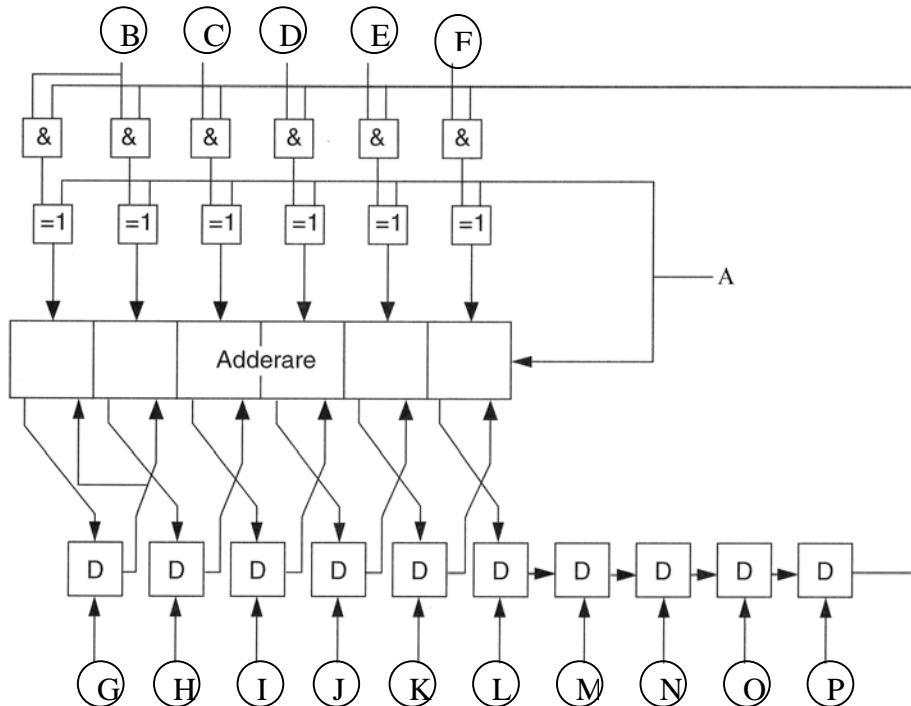 B C D E F
& & & & & &
=1 =1 =1 =1 =1 =1
A
Adderare
D D D D D D D D D D
G H I J K L M N O P